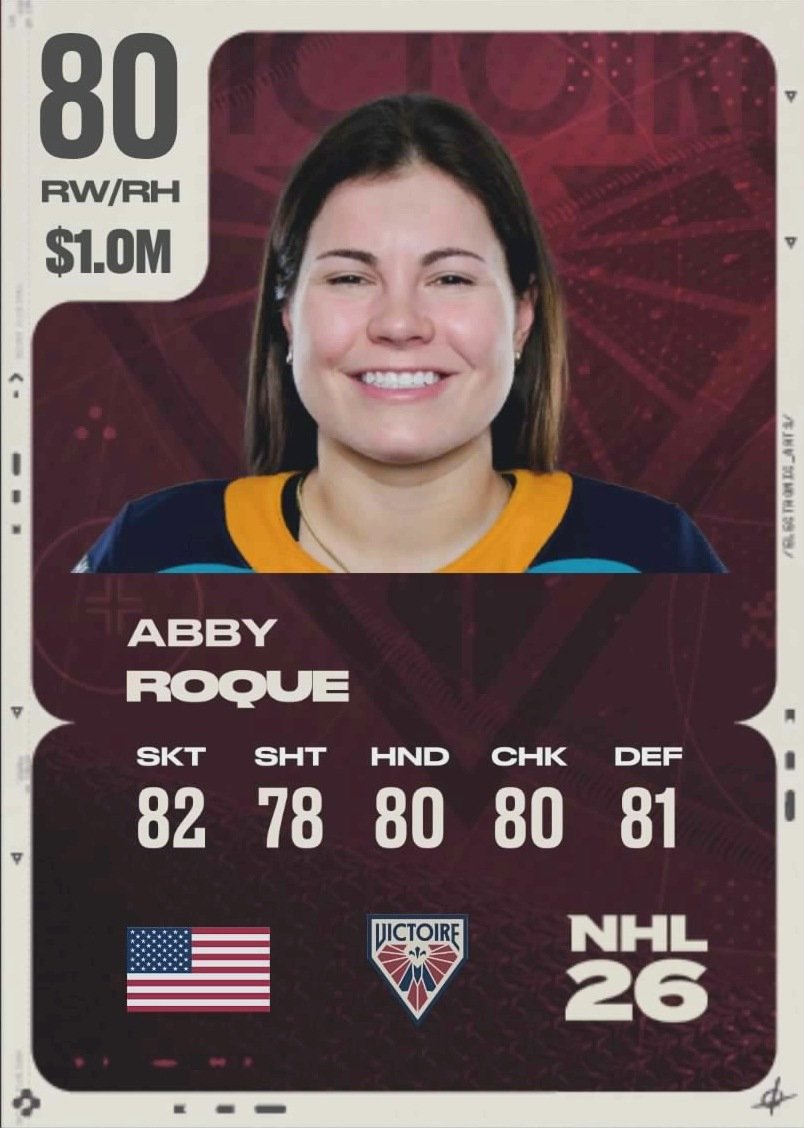 80
RW/RH
$1.0M
VICTOIRE
ABBY
ROQUE
SKT SHT HND CHK DEF
82 78 80 80 81
VICTOIRE
NHL
26